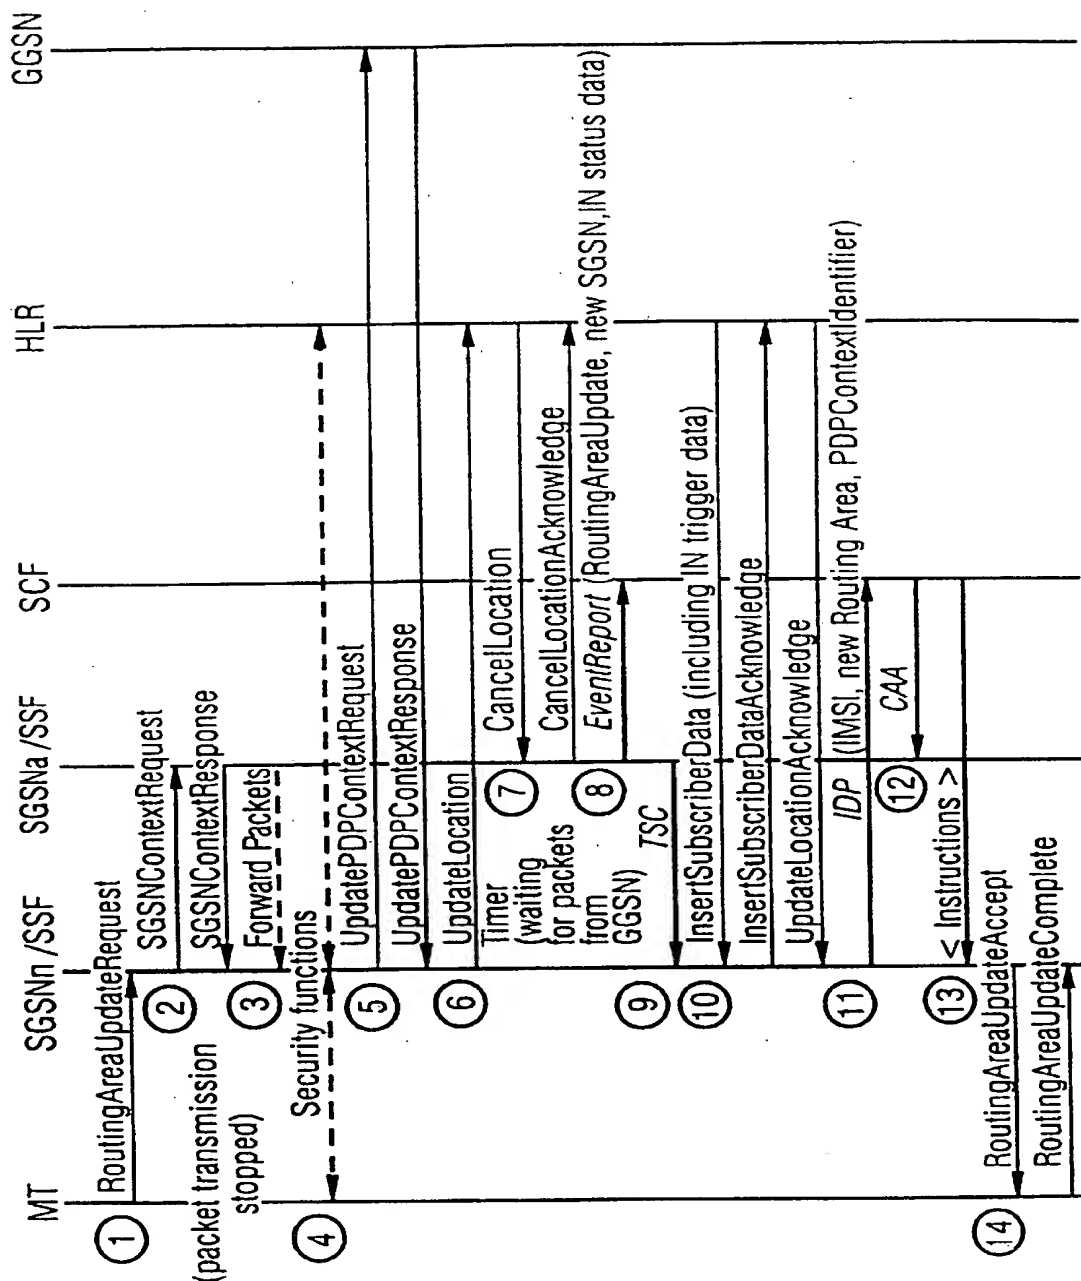 MT
SGSNn /SSF
SGSNa /SSF
SCF
HLR
GGSN
1
RoutingAreaUpdateRequest
2
SGSNContextRequest
(packet transmission
stopped)
SGSNContextResponse
3
Forward Packets
4
Security functions
5
UpdatePDPContextRequest
UpdatePDPContextResponse
6
UpdateLocation
7
CancelLocation
Timer
(waiting
for packets
from
GGSN)
CancelLocationAcknowledge
8
EventReport (RoutingAreaUpdate, new SGSN,IN status data)
9
TSC
10
InsertSubscriberData (including IN trigger data)
InsertSubscriberDataAcknowledge
UpdateLocationAcknowledge
11
IDP (IMSI, new Routing Area, PDPContextIdentifier)
12
CAA
13
< Instructions >
14
RoutingAreaUpdateAccept
RoutingAreaUpdateComplete